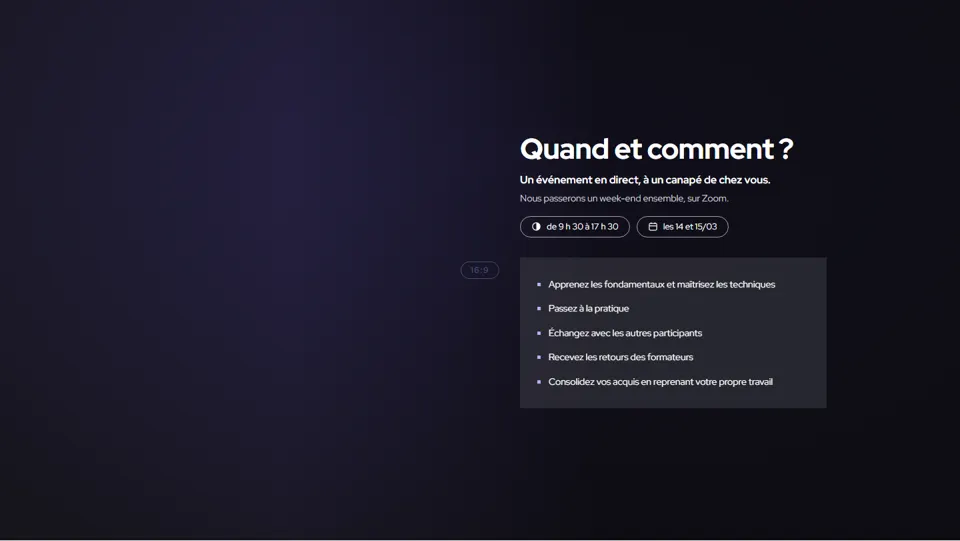 Quand et comment ?
Un événement en direct, à un canapé de chez vous.
Nous passerons un week-end ensemble, sur Zoom.
de 9 h 30 à 17 h 30
les 14 et 15/03
16:9
Apprenez les fondamentaux et maîtrisez les techniques
Passez à la pratique
Échangez avec les autres participants
Recevez les retours des formateurs
Consolidez vos acquis en reprenant votre propre travail